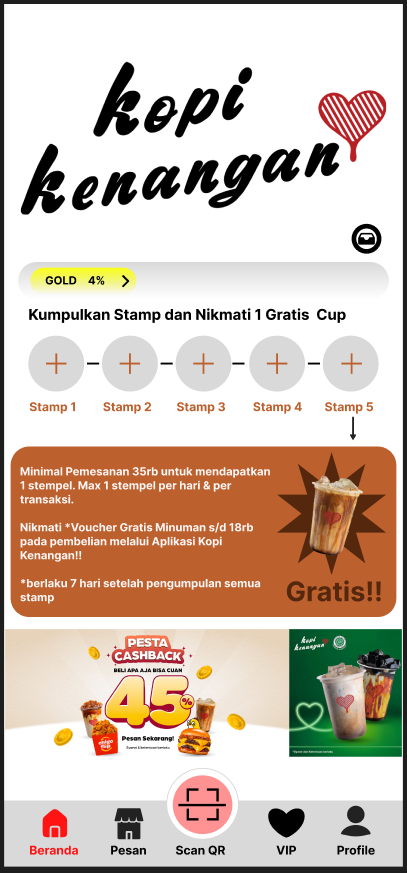 kopi
kenangan
GOLD 4%
Kumpulkan Stamp dan Nikmati 1 Gratis Cup
Stamp 1 Stamp 2 Stamp 3 Stamp 4 Stamp 5
Minimal Pemesanan 35rb untuk mendapatkan
1 stempel. Max 1 stempel per hari & per
transaksi.
Nikmati *Voucher Gratis Minuman s/d 18rb
pada pembelian melalui Aplikasi Kopi
Kenangan!!
*berlaku 7 hari setelah pengumpulan semua
stamp
Gratis!!
PESTA
CASHBACK
BELI APA AJA BISA CUAN
45%
Pesan Sekarang!
kopi
kenangan
Beranda Pesan Scan QR VIP Profile